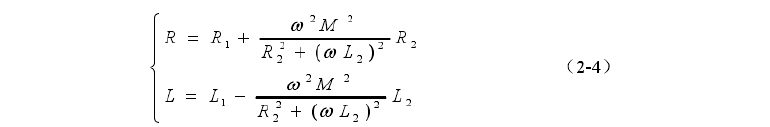 R = R₁ + ω²M² / (R₂² + (ωL₂)²) R₂
(2-4)
L = L₁ − ω²M² / (R₂² + (ωL₂)²) L₂